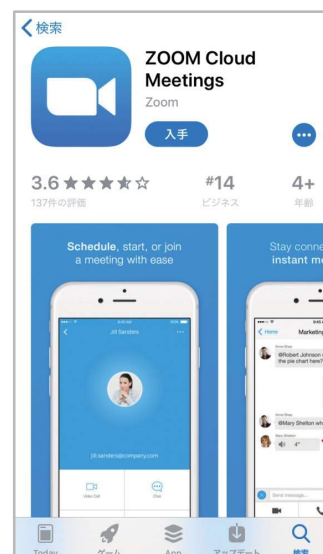 検索
ZOOM Cloud
Meetings
Zoom
入手
3.6
#14
4+
137件の評価
ビジネス
年齢
Schedule, start, or join
a meeting with ease
Stay conne
instant me
Jill Sanders
jill.sanders@company.com
Video Call
Chat
Home
Marketing
@Robert Johnson
the pie chart here?
@Mary Shelton wh
4"
Send message...
Today
ゲーム
App
アップデート
検索